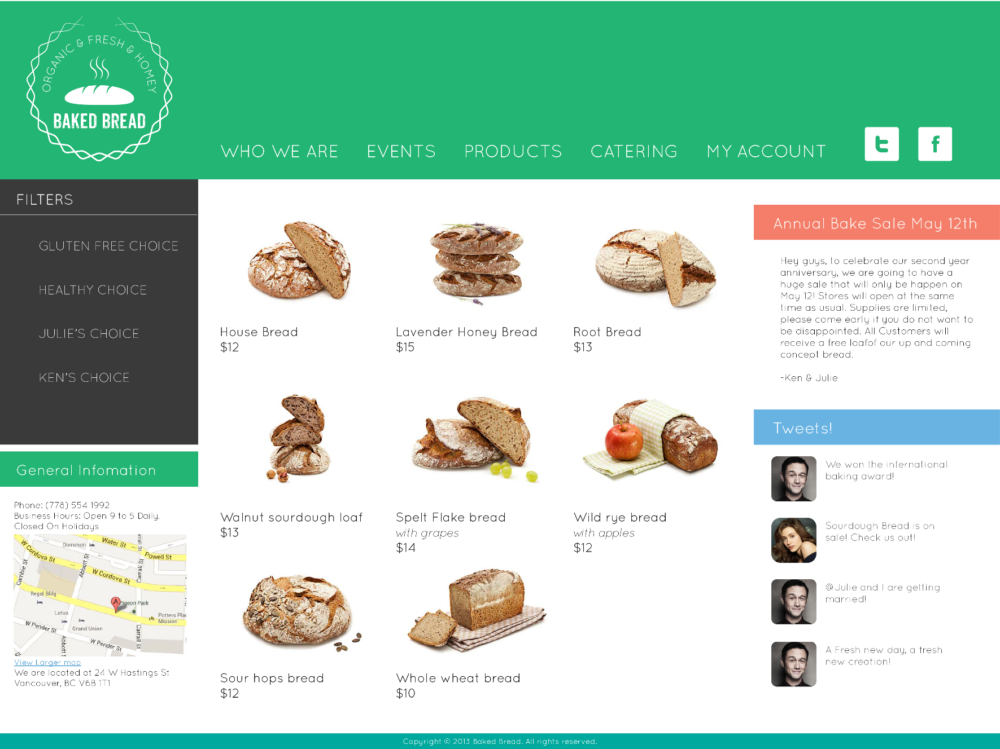 ORGANIC & FRESH & HOMEY
BAKED BREAD
WHO WE ARE
EVENTS
PRODUCTS
CATERING
MY ACCOUNT
t
f
FILTERS
GLUTEN FREE CHOICE
HEALTHY CHOICE
JULIE'S CHOICE
KEN'S CHOICE
General Infomation
Phone: (778) 554 1992
Business Hours: Open 9 to 5 Daily.
Closed On Holidays
Dominion
Water St
W Cordova St
Powell St
Cambie St
Abbott St
Carrall St
W Cordova St
Regal Bldg
A
Pigeon Park
Lotus
Potters Plac
Mission
W Pender St
Grand Union
Abbott S
W Pender St
Carrall St
View Larger map
We are located at 24 W Hastings St
Vancouver, BC V6B 1T1
House Bread
$12
Lavender Honey Bread
$15
Root Bread
$13
Walnut sourdough loaf
$13
Spelt Flake bread
with grapes
$14
Wild rye bread
with apples
$12
Sour hops bread
$12
Whole wheat bread
$10
Annual Bake Sale May 12th
Hey guys, to celebrate our second year
anniversary, we are going to have a
huge sale that will only be happen on
May 12! Stores will open at the same
time as usual. Supplies are limited,
please come early if you do not want to
be disappointed. All Customers will
receive a free loafof our up and coming
concept bread.
-Ken & Julie
Tweets!
We won the international
baking award!
Sourdough Bread is on
sale! Check us out!
@Julie and I are getting
married!
A Fresh new day, a fresh
new creation!
Copyright © 2013 Baked Bread. All rights reserved.